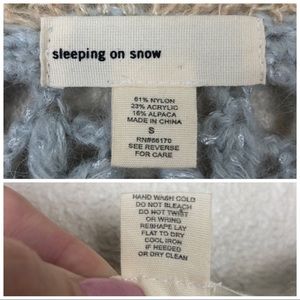 sleeping on snow
61% NYLON
23% ACRYLIC
16% ALPACA
MADE IN CHINA
S
RN#66170
SEE REVERSE
FOR CARE
HAND WASH COLD
DO NOT BLEACH
DO NOT TWIST
OR WRING
RESHAPE LAY
FLAT TO DRY
COOL IRON
IF NEEDED
OR DRY CLEAN